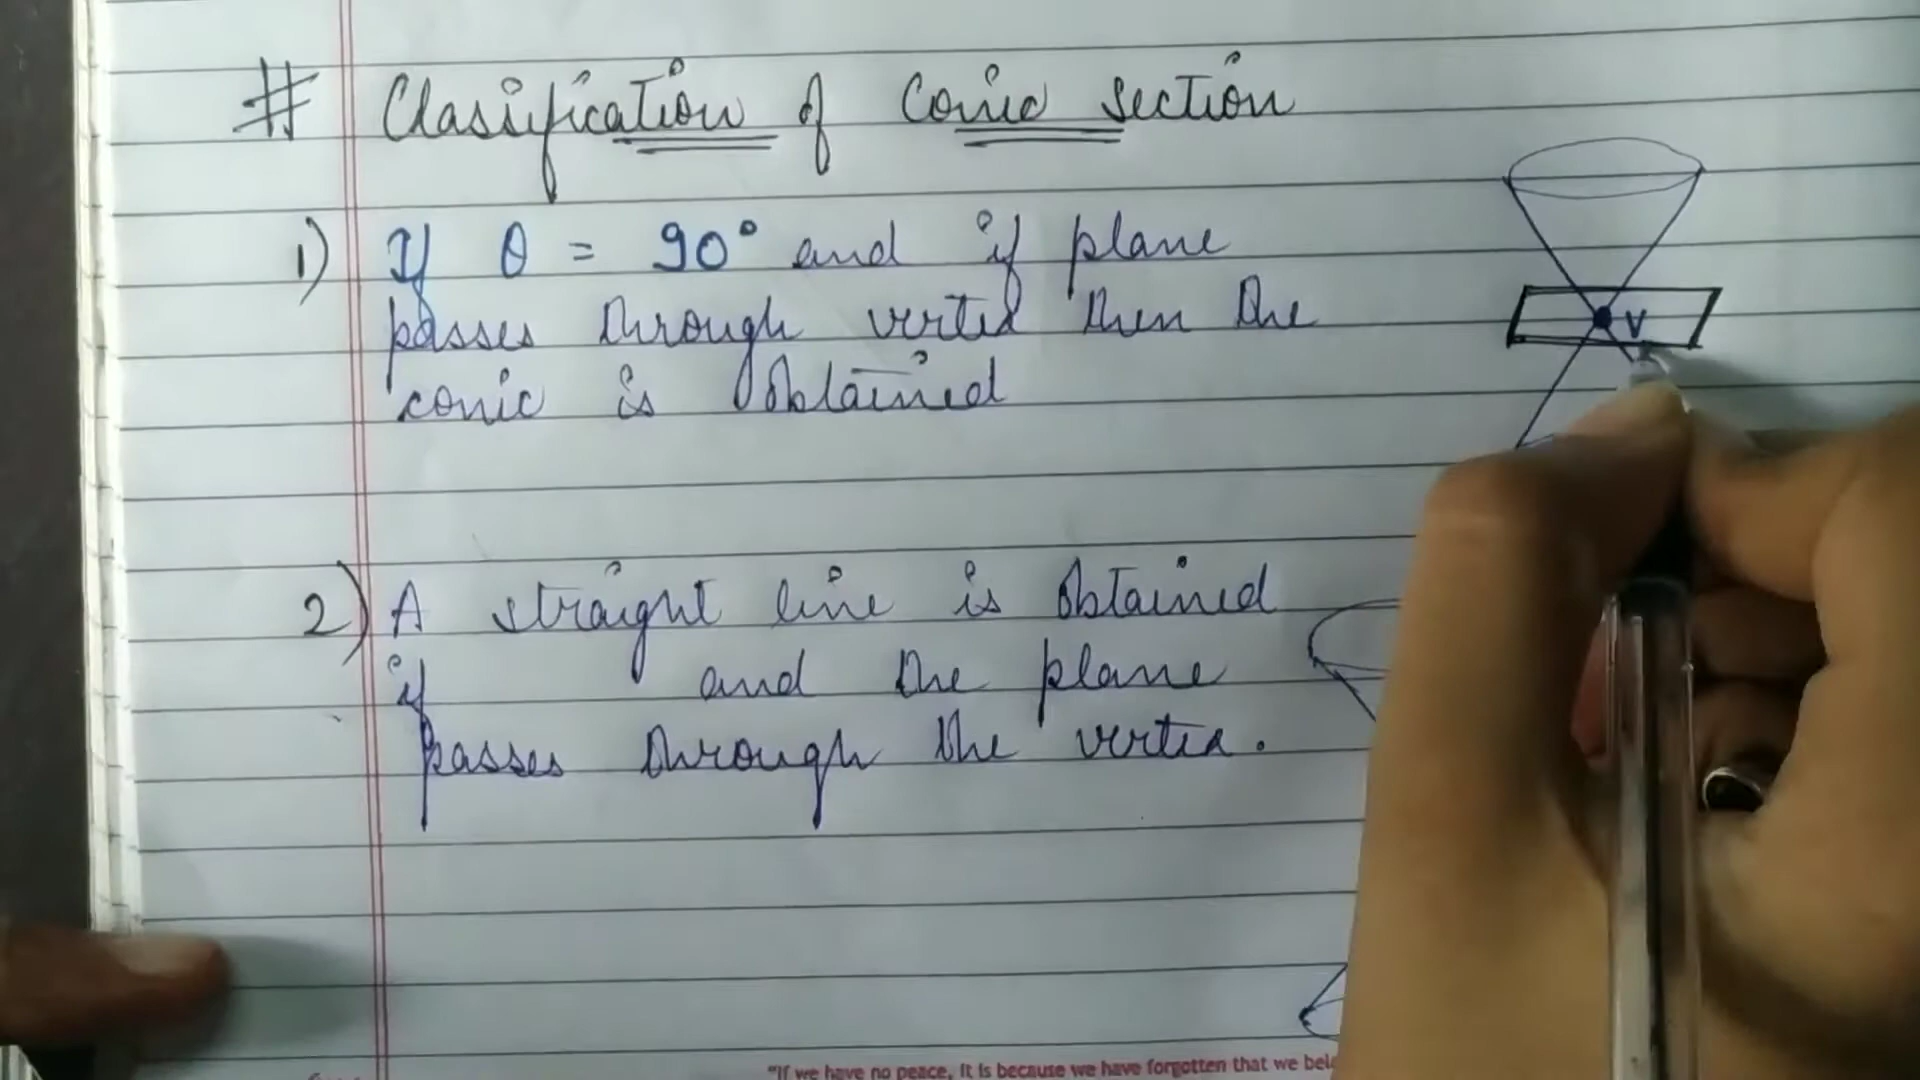 # Clasification of Conic section
1) If θ = 90° and if plane
passes through vertex then the
conic is Obtained
V
2) A straight line is Obtained
if and the plane
passes through the vertex.
"If we have no peace, it is because we have forgotten that we